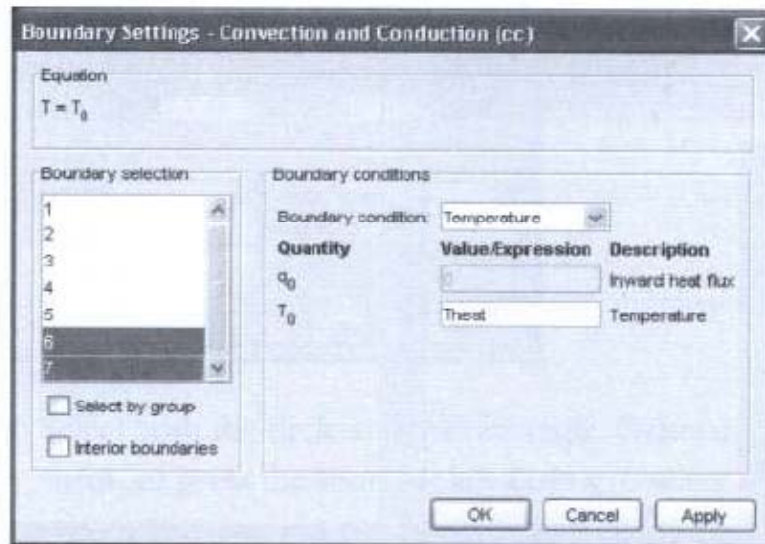 Boundary Settings - Convection and Conduction (cc)
Equation
T = T0
Boundary selection
1
2
3
4
5
6
7
Select by group
Interior boundaries
Boundary conditions
Boundary condition: Temperature
Quantity Value/Expression Description
q0 0 Inward heat flux
T0 Theat Temperature
OK Cancel Apply